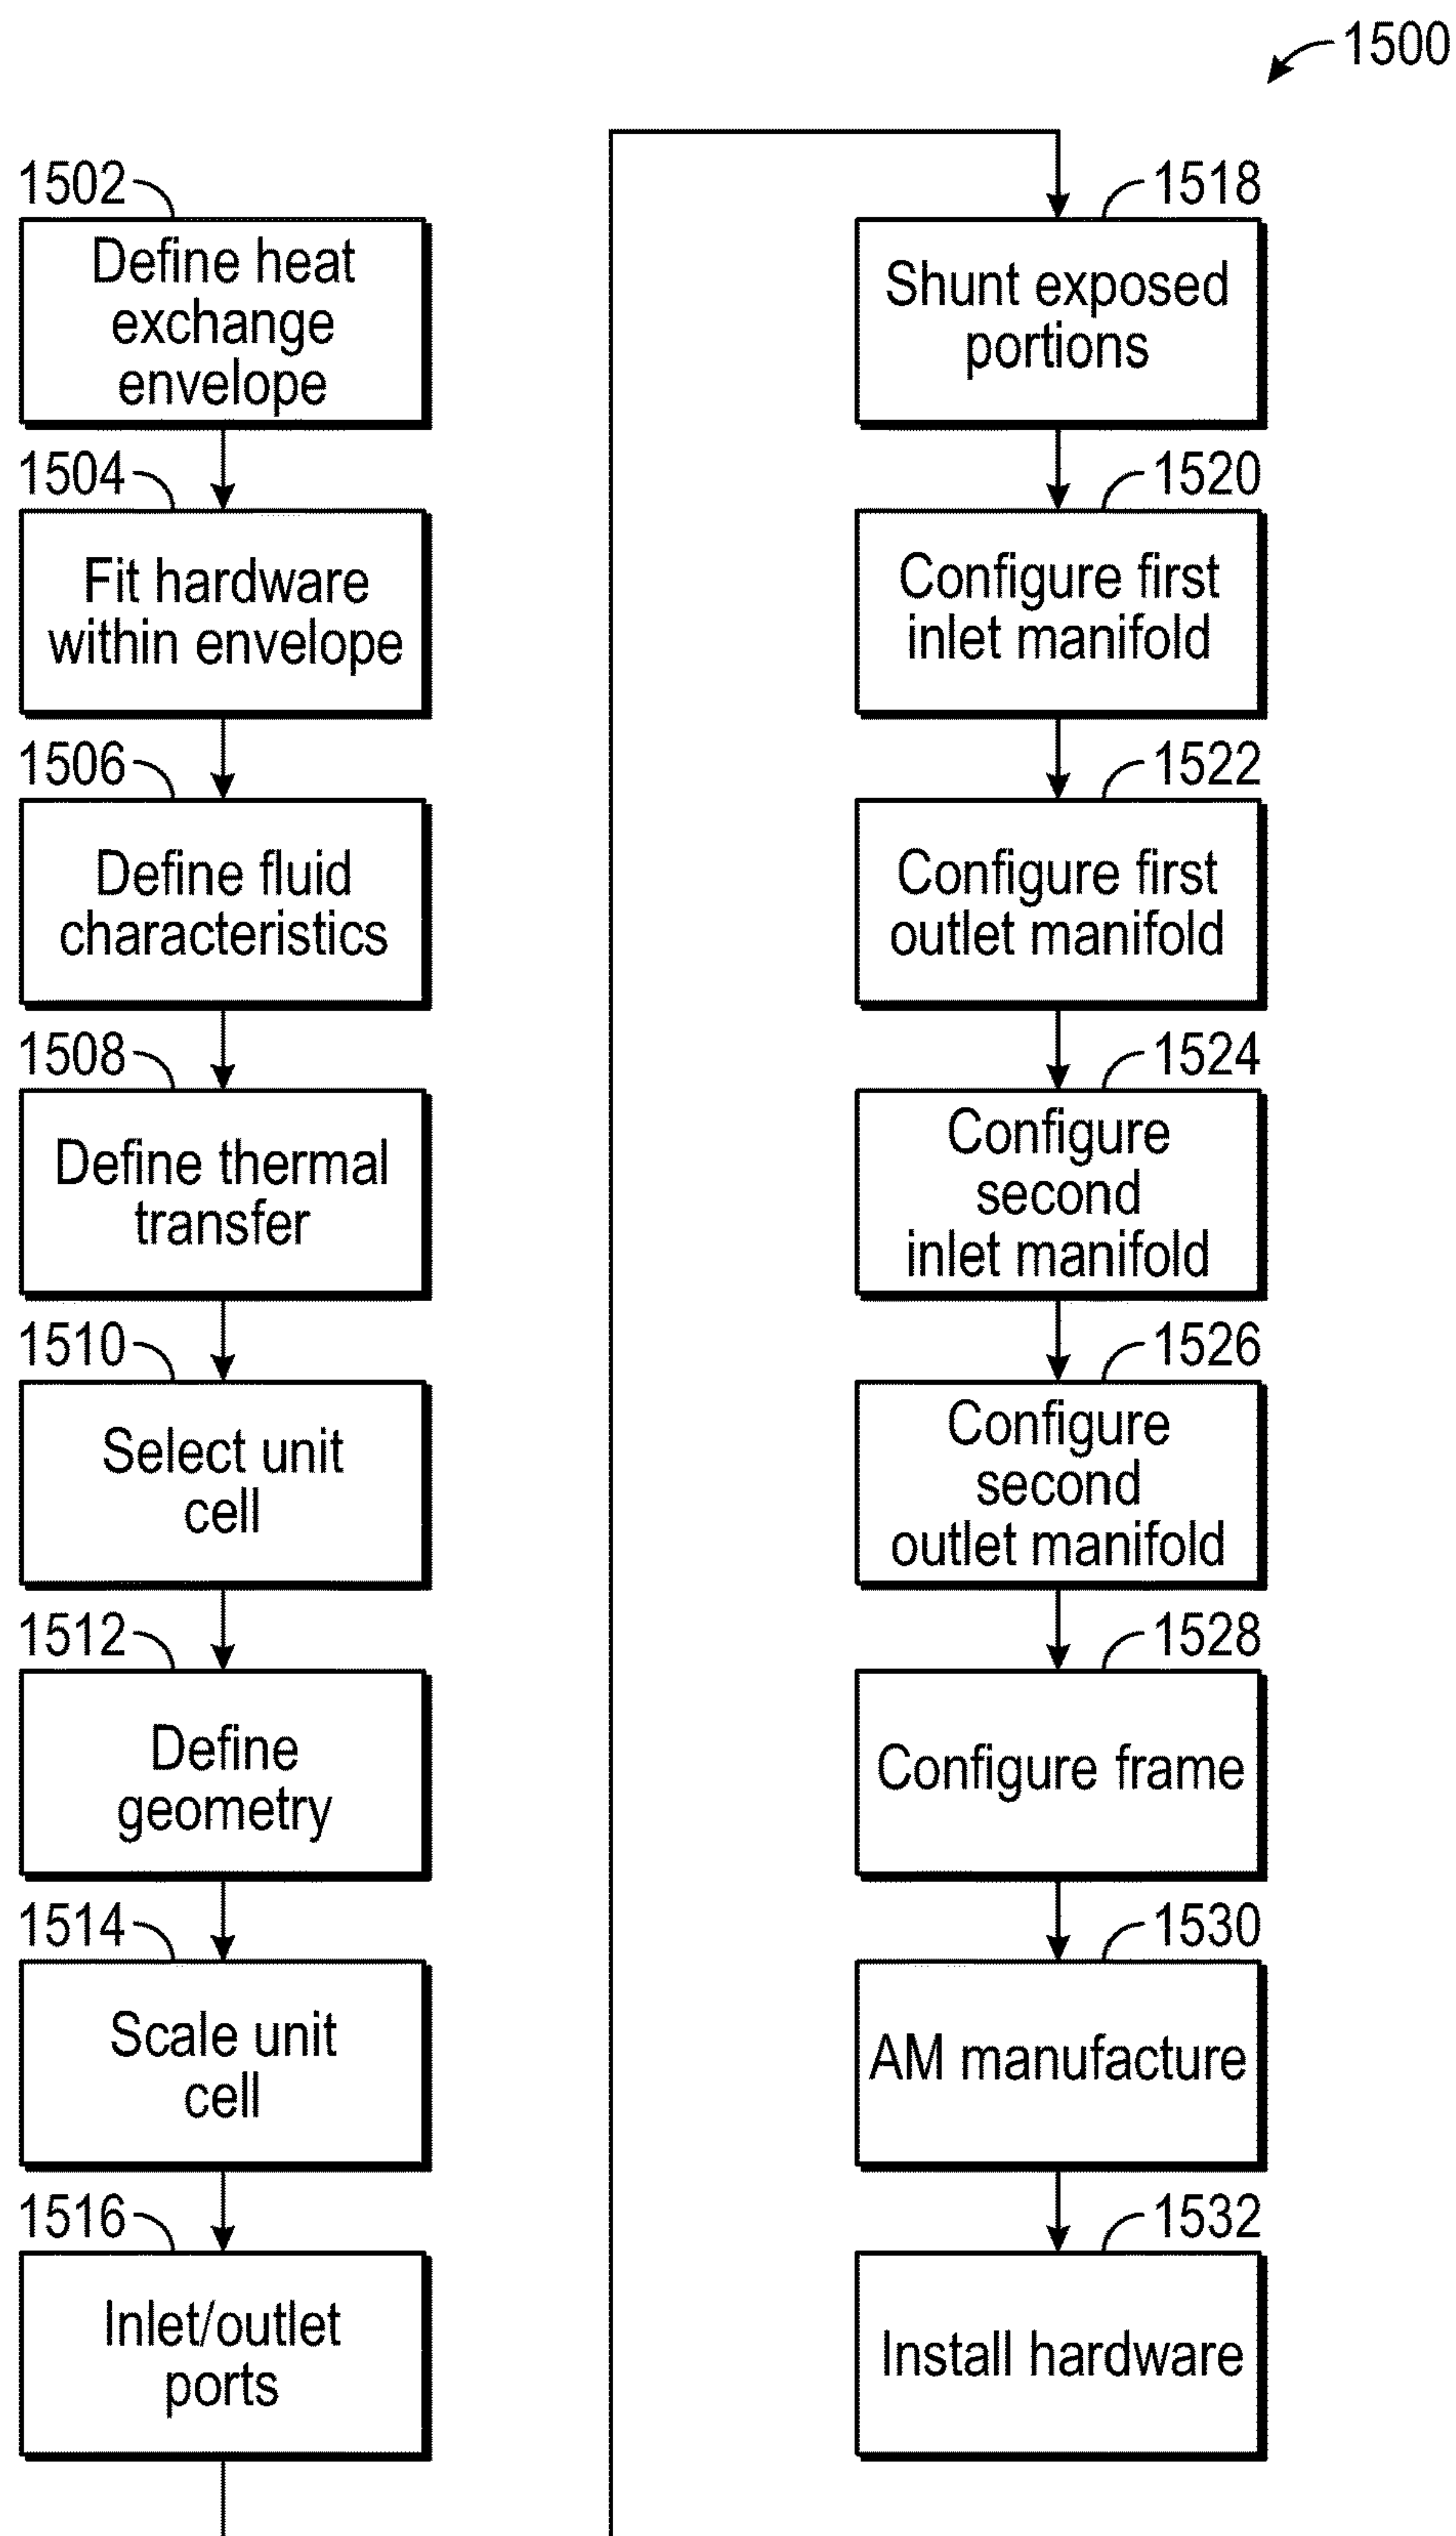 1500
1502
Define heat
exchange
envelope
1504
Fit hardware
within envelope
1506
Define fluid
characteristics
1508
Define thermal
transfer
1510
Select unit
cell
1512
Define
geometry
1514
Scale unit
cell
1516
Inlet/outlet
ports
1518
Shunt exposed
portions
1520
Configure first
inlet manifold
1522
Configure first
outlet manifold
1524
Configure
second
inlet manifold
1526
Configure
second
outlet manifold
1528
Configure frame
1530
AM manufacture
1532
Install hardware